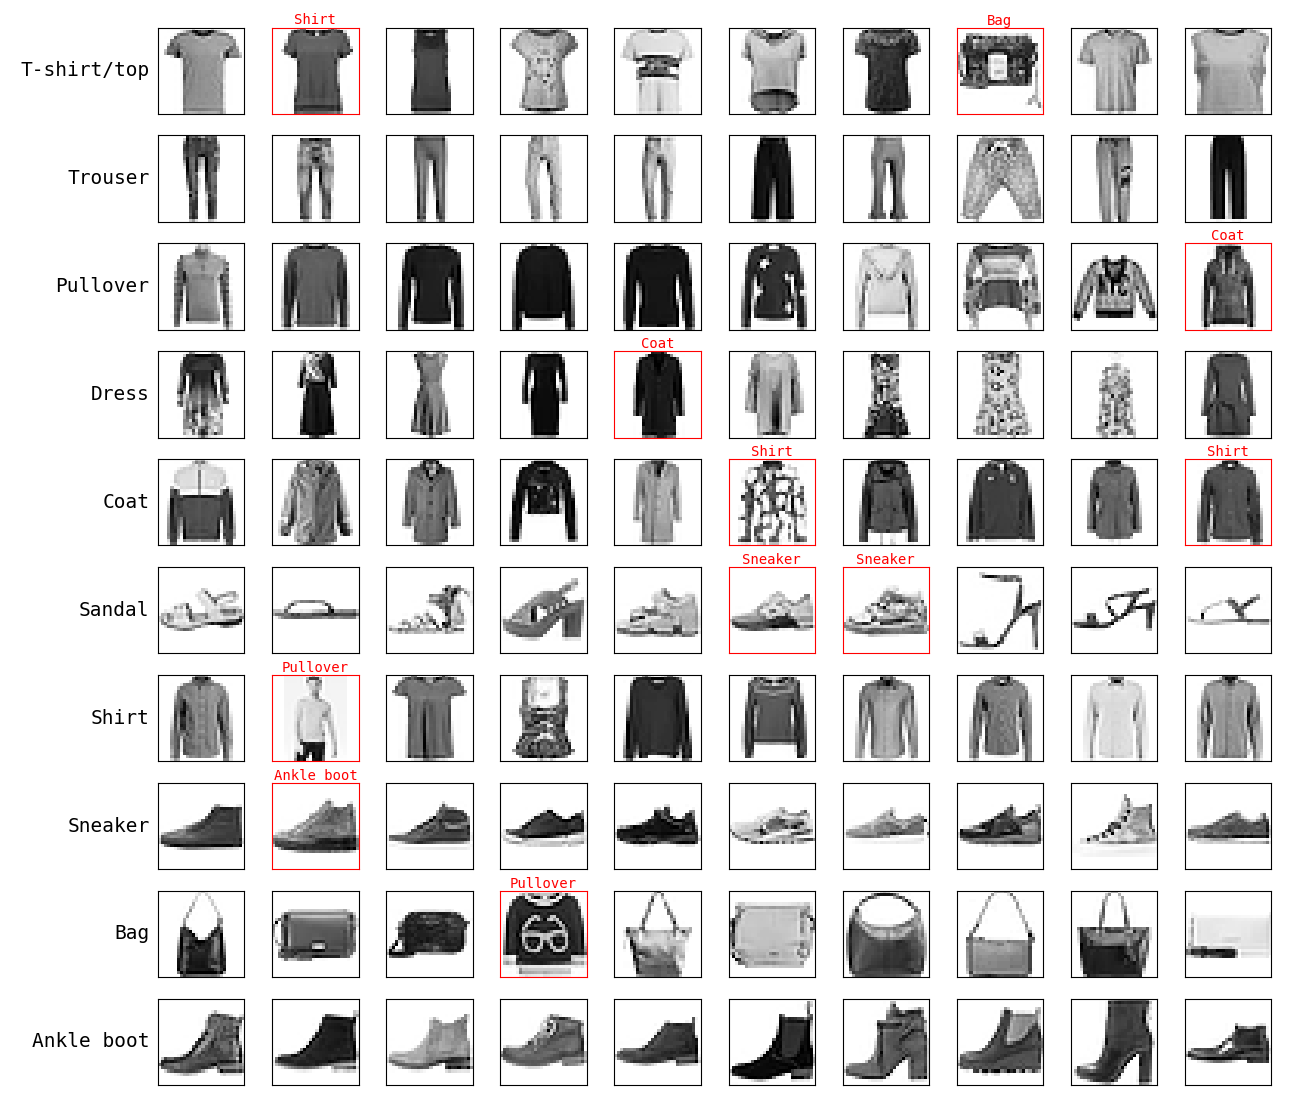 Shirt
Bag
T-shirt/top
Trouser
Coat
Pullover
Coat
Dress
Shirt
Shirt
Coat
Sneaker
Sneaker
Sandal
Pullover
Shirt
Ankle boot
Sneaker
Pullover
Bag
Ankle boot